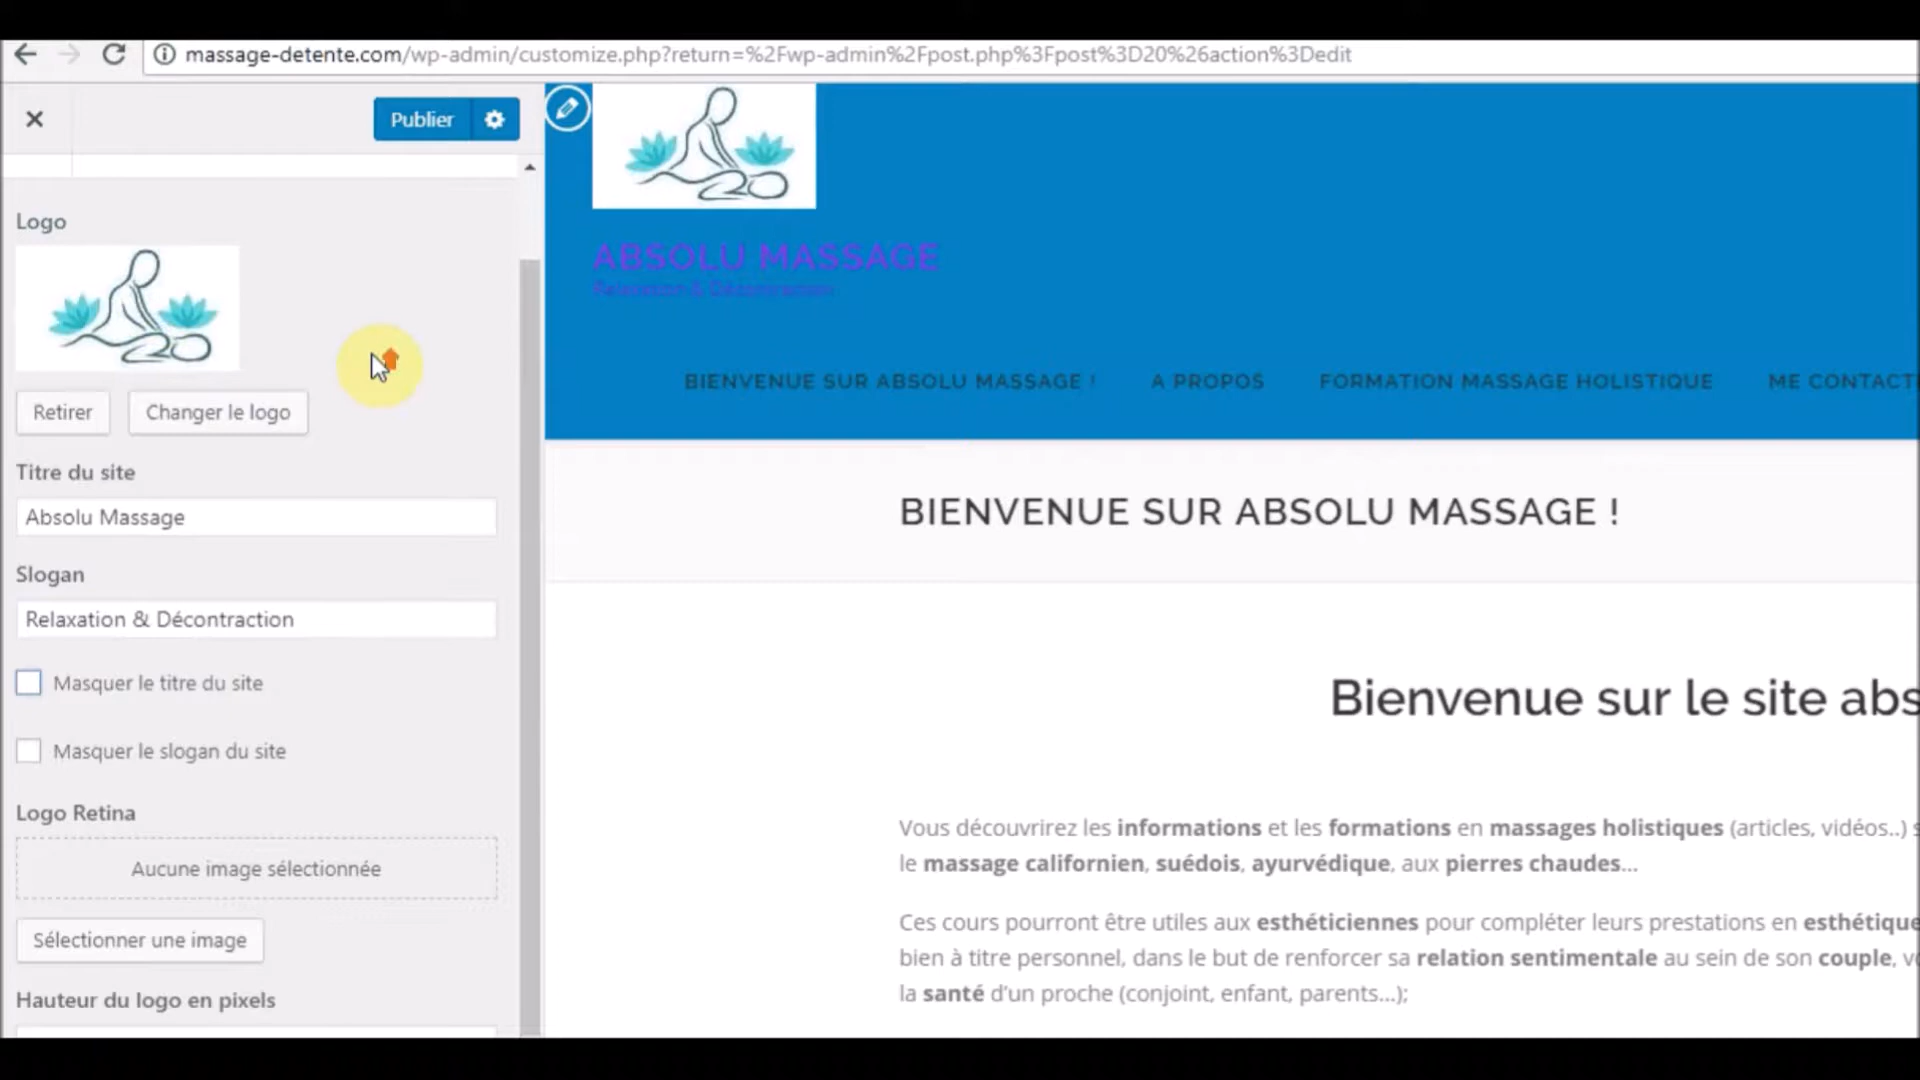 massage-detente.com/wp-admin/customize.php?return=%2Fwp-admin%2Fpost.php%3Fpost%3D20%26action%3Dedit
Publier
Logo
Retirer
Changer le logo
Titre du site
Absolu Massage
Slogan
Relaxation & Décontraction
Masquer le titre du site
Masquer le slogan du site
Logo Retina
Aucune image sélectionnée
Sélectionner une image
Hauteur du logo en pixels
ABSOLU MASSAGE
Relaxation & Décontraction
BIENVENUE SUR ABSOLU MASSAGE !
A PROPOS
FORMATION MASSAGE HOLISTIQUE
ME CONTACT
BIENVENUE SUR ABSOLU MASSAGE !
Bienvenue sur le site abs
Vous découvrirez les informations et les formations en massages holistiques (articles, vidéos..) s
le massage californien, suédois, ayurvédique, aux pierres chaudes...
Ces cours pourront être utiles aux esthéticiennes pour compléter leurs prestations en esthétique
bien à titre personnel, dans le but de renforcer sa relation sentimentale au sein de son couple, v
la santé d'un proche (conjoint, enfant, parents...);